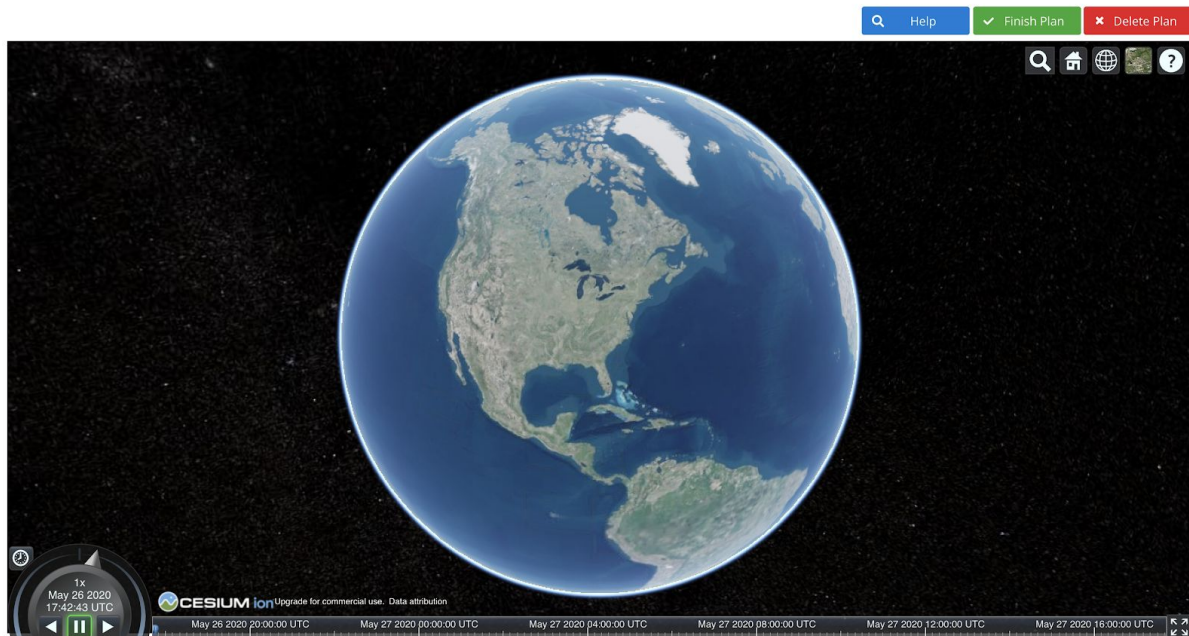 Help
Finish Plan
Delete Plan
?
1x
May 26 2020
17:42:43 UTC
CESIUM ion Upgrade for commercial use. Data attribution
May 26 2020 20:00:00 UTC
May 27 2020 00:00:00 UTC
May 27 2020 04:00:00 UTC
May 27 2020 08:00:00 UTC
May 27 2020 12:00:00 UTC
May 27 2020 16:00:00 UTC